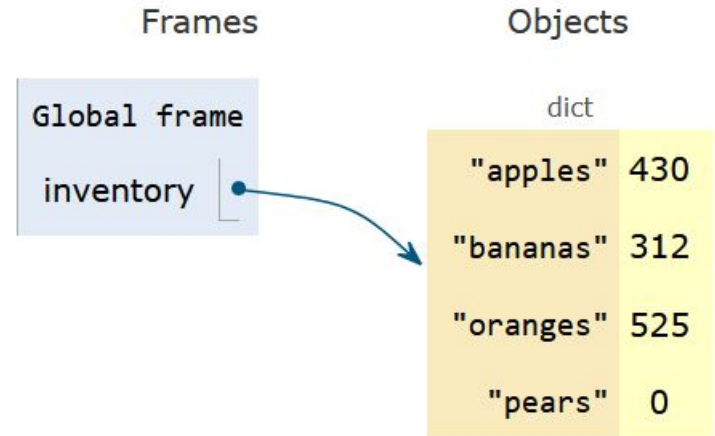 Frames
Objects
Global frame
inventory
dict
"apples" 430
"bananas" 312
"oranges" 525
"pears" 0